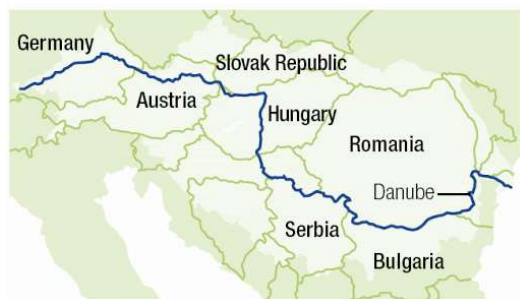 Germany
Slovak Republic
Austria
Hungary
Romania
Danube
Serbia
Bulgaria